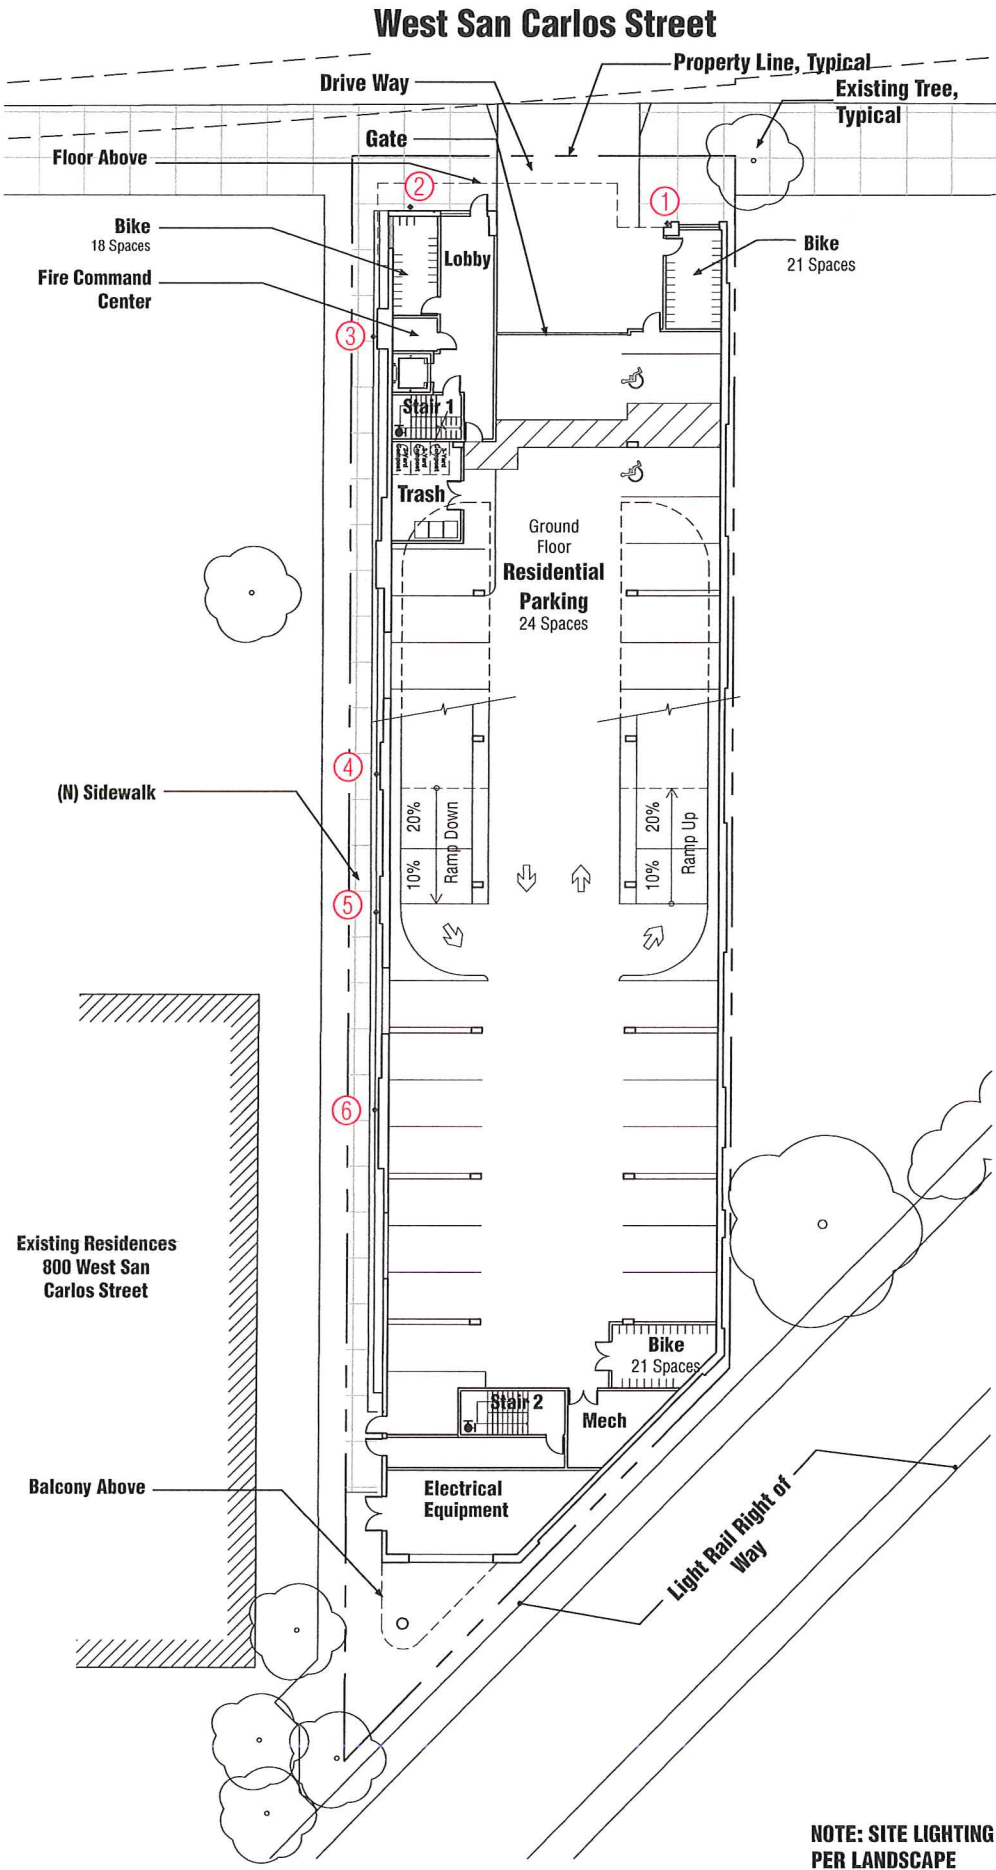 West San Carlos Street
Property Line, Typical
Drive Way
Existing Tree,
Typical
Gate
Floor Above
2
1
Bike
18 Spaces
Lobby
Bike
21 Spaces
Fire Command
Center
3
Stair 1
Trash
Ground
Floor
Residential
Parking
24 Spaces
4
(N) Sidewalk
20%
10%
Ramp Down
20%
10%
Ramp Up
5
6
Existing Residences
800 West San
Carlos Street
Bike
21 Spaces
Stair 2
Mech
Balcony Above
Electrical
Equipment
Light Rail Right of
Way
NOTE: SITE LIGHTING
PER LANDSCAPE